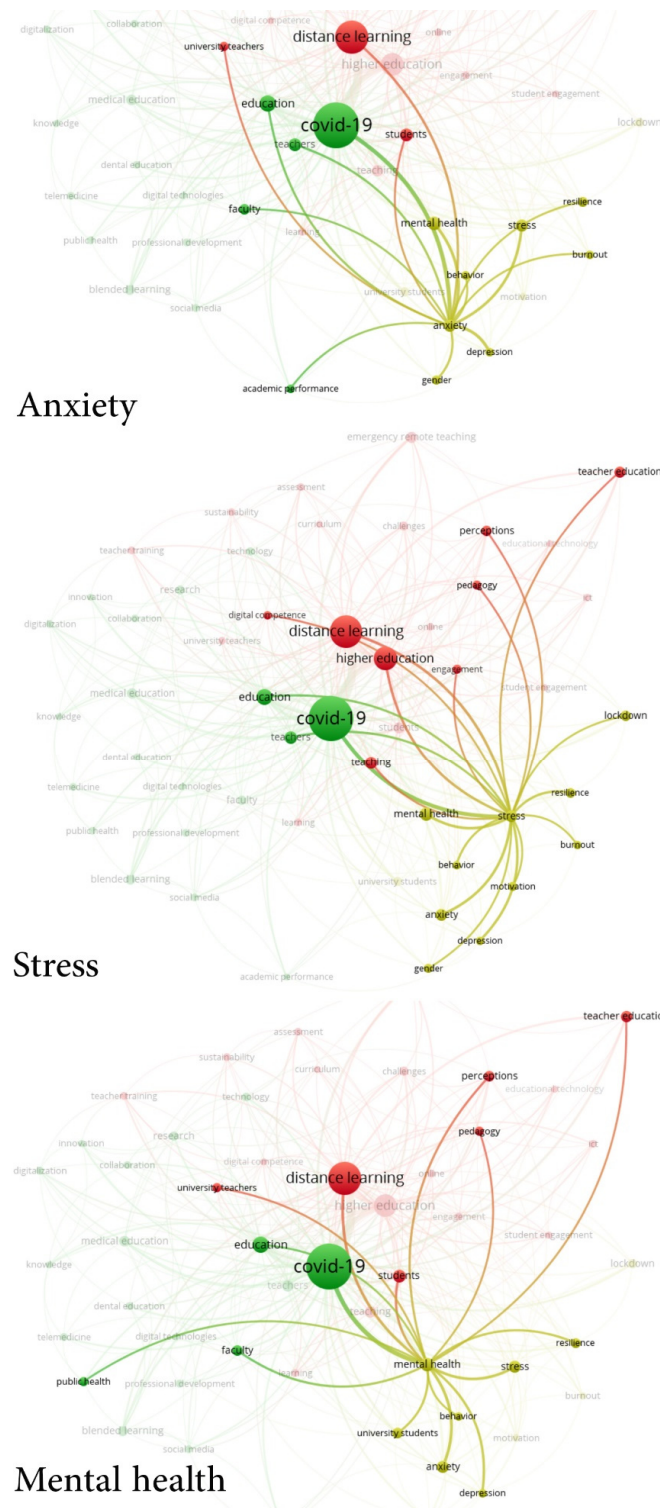 digital competence
collaboration
digitalization
distance learning
online
university teachers
higher education
engagement
medical education
education
student engagement
knowledge
covid-19
students
lockdown
teachers
dental education
teaching
telemedicine
digital technologies
resilience
faculty
mental health
stress
public health
professional development
learning
burnout
behavior
blended learning
university students
motivation
social media
anxiety
depression
gender
academic performance
Anxiety
emergency remote teaching
teacher education
assessment
sustainability
curriculum
challenges
perceptions
teacher training
technology
educational technology
research
pedagogy
innovation
ict
digitalization
collaboration
digital competence
distance learning
online
university teachers
higher education
engagement
medical education
education
student engagement
knowledge
covid-19
students
lockdown
teachers
dental education
teaching
telemedicine
digital technologies
resilience
faculty
mental health
stress
public health
professional development
learning
burnout
behavior
blended learning
university students
motivation
social media
anxiety
depression
Stress
gender
academic performance
teacher education
assessment
sustainability
curriculum
challenges
perceptions
teacher training
technology
educational technology
research
pedagogy
innovation
ict
digitalization
collaboration
digital competence
distance learning
online
university teachers
higher education
engagement
medical education
education
student engagement
knowledge
covid-19
students
lockdown
teachers
dental education
teaching
telemedicine
digital technologies
resilience
faculty
mental health
stress
public health
professional development
learning
burnout
behavior
blended learning
university students
motivation
social media
anxiety
Mental health
depression